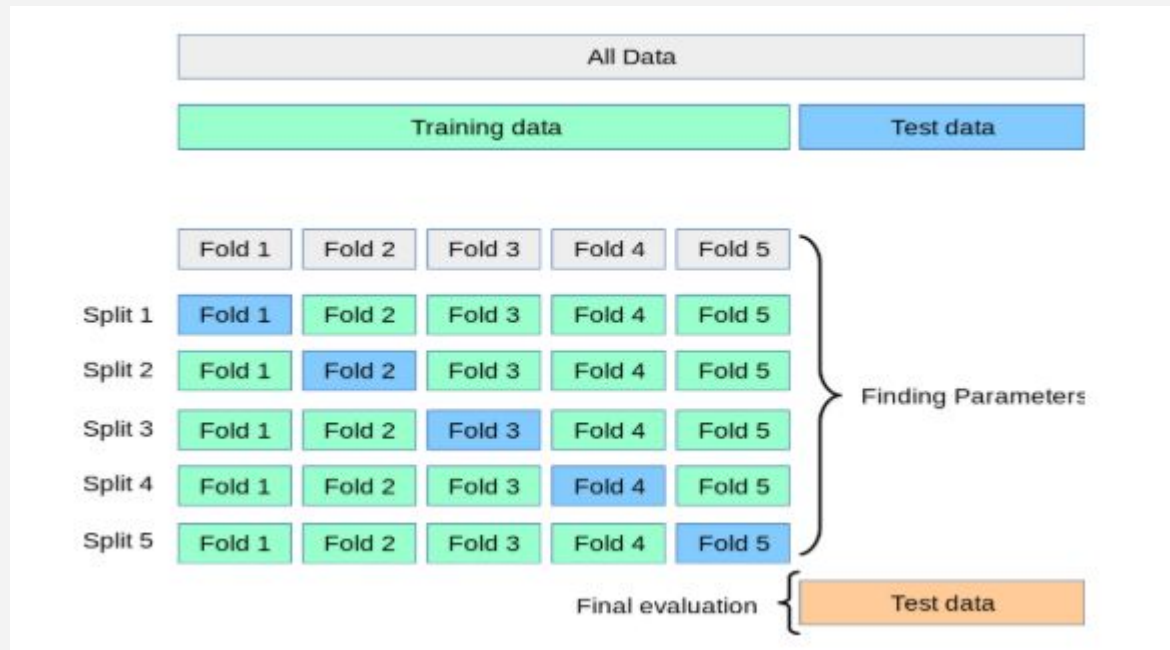 All Data
Training data Test data
Fold 1 Fold 2 Fold 3 Fold 4 Fold 5
Split 1 Fold 1 Fold 2 Fold 3 Fold 4 Fold 5
Split 2 Fold 1 Fold 2 Fold 3 Fold 4 Fold 5
Finding Parameters
Split 3 Fold 1 Fold 2 Fold 3 Fold 4 Fold 5
Split 4 Fold 1 Fold 2 Fold 3 Fold 4 Fold 5
Split 5 Fold 1 Fold 2 Fold 3 Fold 4 Fold 5
Final evaluation Test data